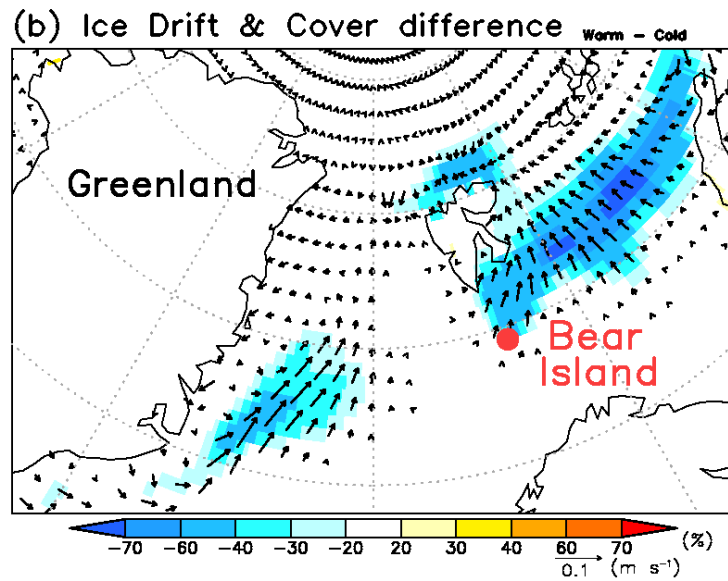 (b) Ice Drift & Cover difference Warm - Cold
Greenland
Bear
Island
-70 -60 -40 -30 -20 20 30 40 60 70 (%)
0.1 (m s⁻¹)